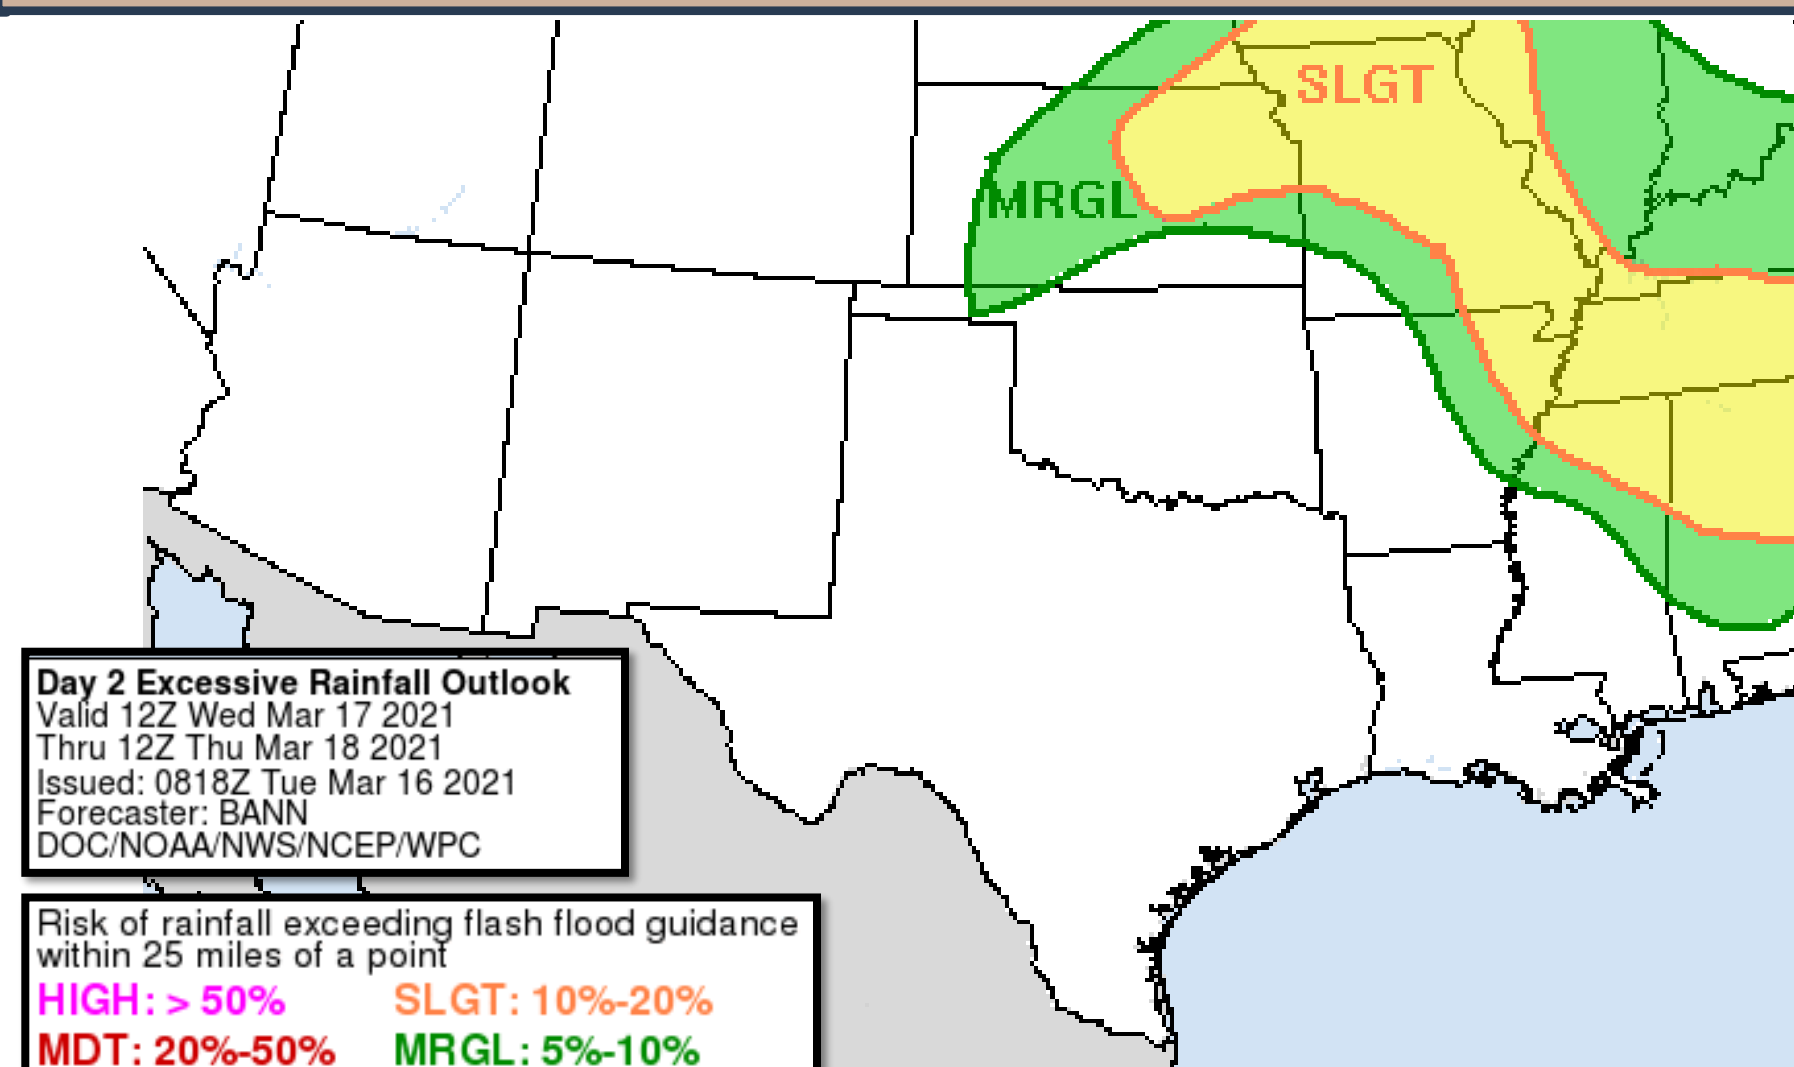 SLGT
MRGL
Day 2 Excessive Rainfall Outlook
Valid 12Z Wed Mar 17 2021
Thru 12Z Thu Mar 18 2021
Issued: 0818Z Tue Mar 16 2021
Forecaster: BANN
DOC/NOAA/NWS/NCEP/WPC
Risk of rainfall exceeding flash flood guidance
within 25 miles of a point
HIGH: > 50% SLGT: 10%-20%
MDT: 20%-50% MRGL: 5%-10%